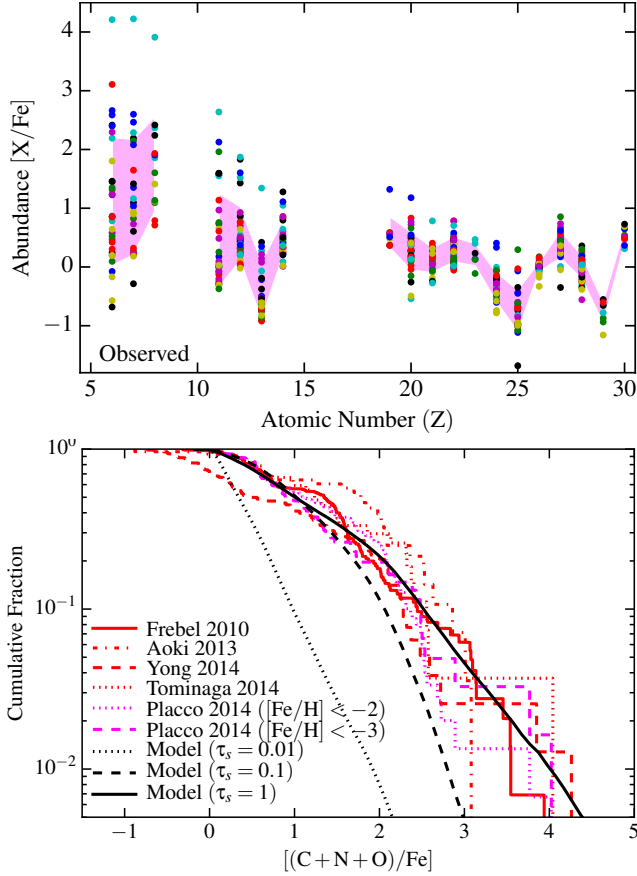 4
3
2
1
0
−1
Abundance [X/Fe]
Observed
5 10 15 20 25 30
Atomic Number (Z)
10⁰
10⁻¹
10⁻²
Cumulative Fraction
Frebel 2010
Aoki 2013
Yong 2014
Tominaga 2014
Placco 2014 ([Fe/H] < −2)
Placco 2014 ([Fe/H] < −3)
Model (τₛ = 0.01)
Model (τₛ = 0.1)
Model (τₛ = 1)
−1 0 1 2 3 4 5
[(C+N+O)/Fe]